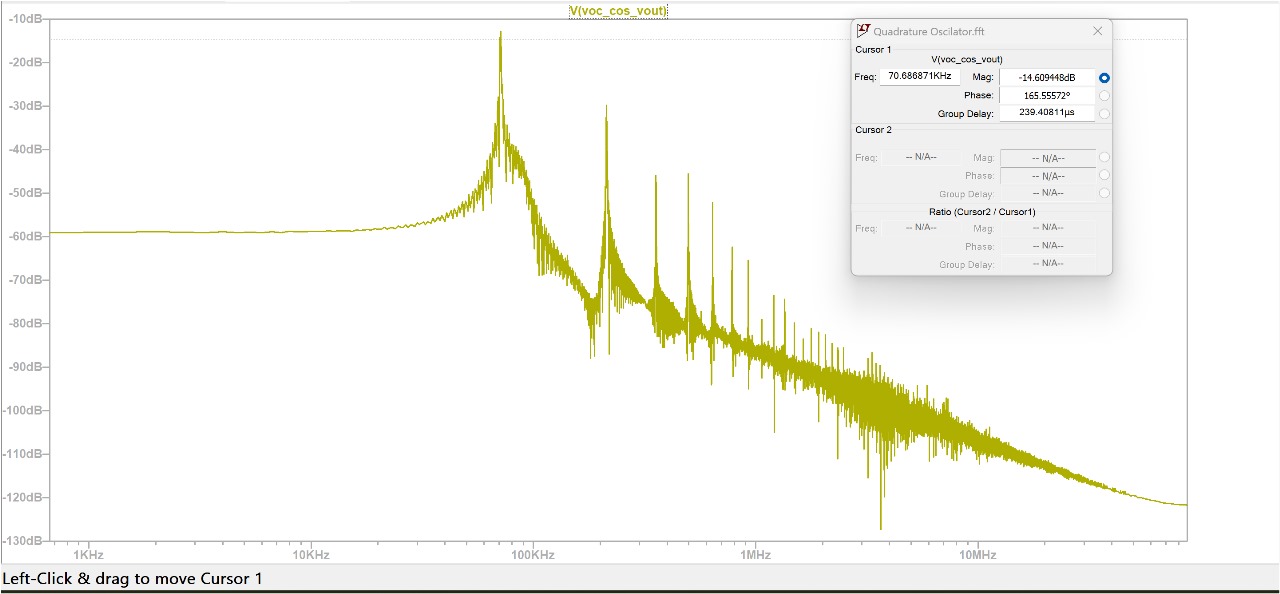 V(voc_cos_vout)
-10dB
-20dB
-30dB
-40dB
-50dB
-60dB
-70dB
-80dB
-90dB
-100dB
-110dB
-120dB
-130dB
1KHz 10KHz 100KHz 1MHz 10MHz
Quadrature Oscilator.fft
Cursor 1
V(voc_cos_vout)
Freq: 70.686871KHz Mag: -14.609448dB
Phase: 165.55572º
Group Delay: 239.40811µs
Cursor 2
Freq: -- N/A-- Mag: -- N/A--
Phase: -- N/A--
Group Delay: -- N/A--
Ratio (Cursor2 / Cursor1)
Freq: -- N/A-- Mag: -- N/A--
Phase: -- N/A--
Group Delay: -- N/A--
Left-Click & drag to move Cursor 1